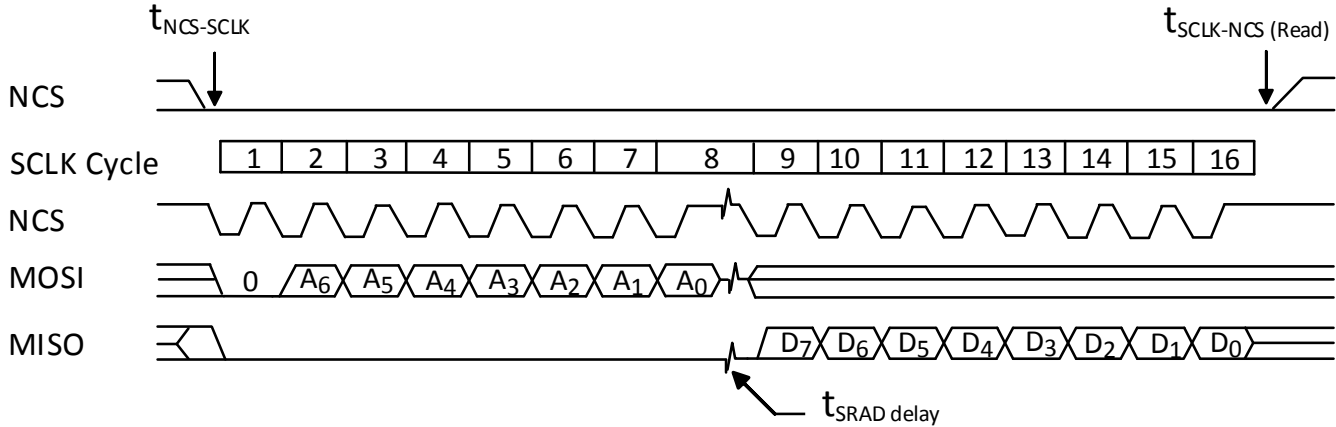 tNCS-SCLK tSCLK-NCS (Read)
NCS
SCLK Cycle 1 2 3 4 5 6 7 8 9 10 11 12 13 14 15 16
NCS
MOSI 0 A6 A5 A4 A3 A2 A1 A0
MISO D7 D6 D5 D4 D3 D2 D1 D0
tSRAD delay